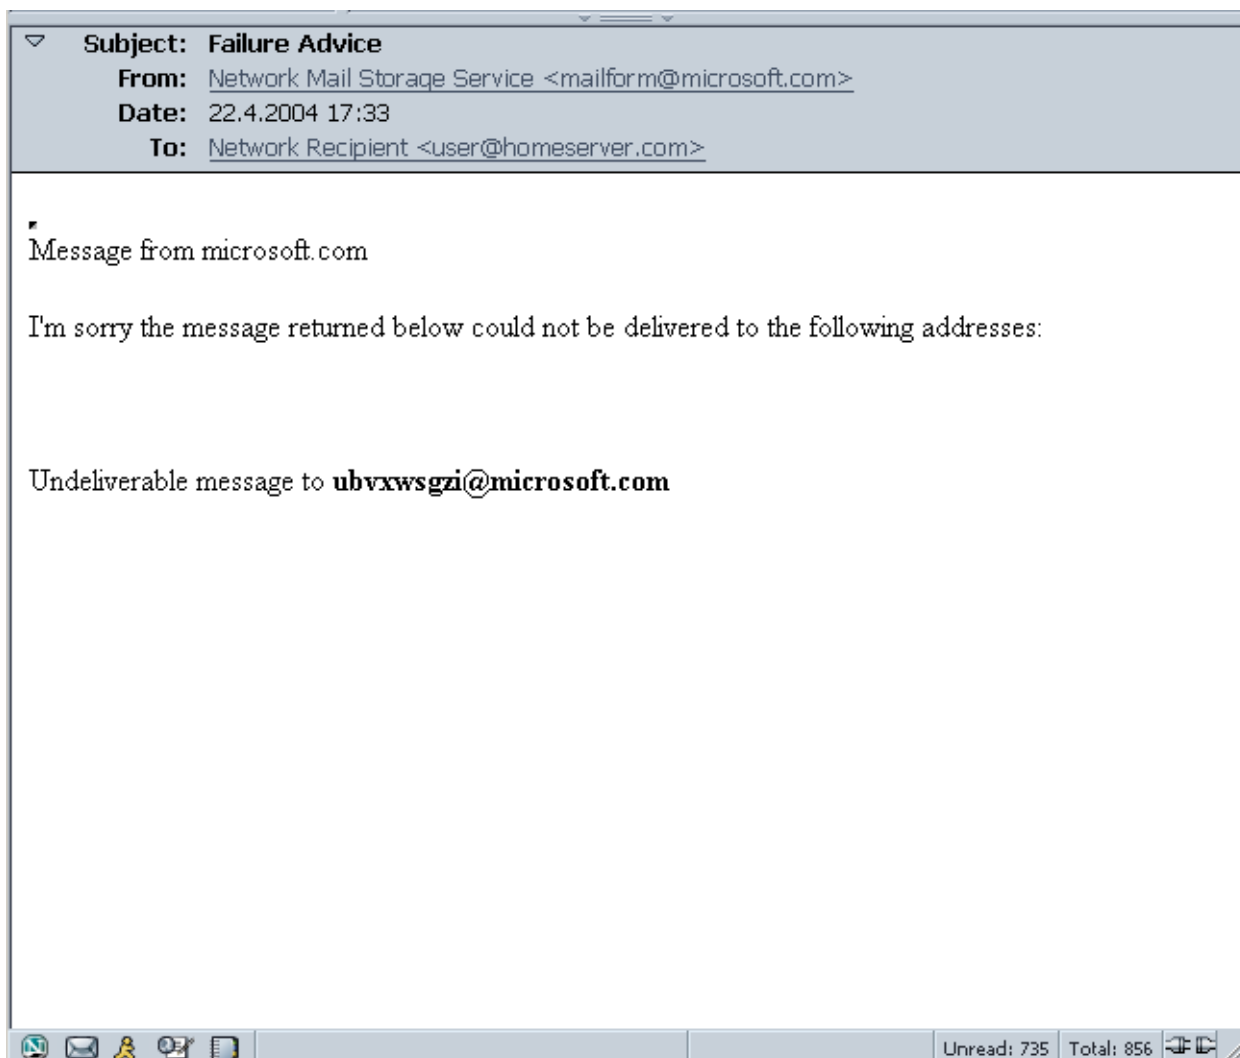 Subject: Failure Advice
From: Network Mail Storage Service <mailform@microsoft.com>
Date: 22.4.2004 17:33
To: Network Recipient <user@homeserver.com>
Message from microsoft.com
I'm sorry the message returned below could not be delivered to the following addresses:
Undeliverable message to ubvxwsgzi@microsoft.com
Unread: 735 Total: 856